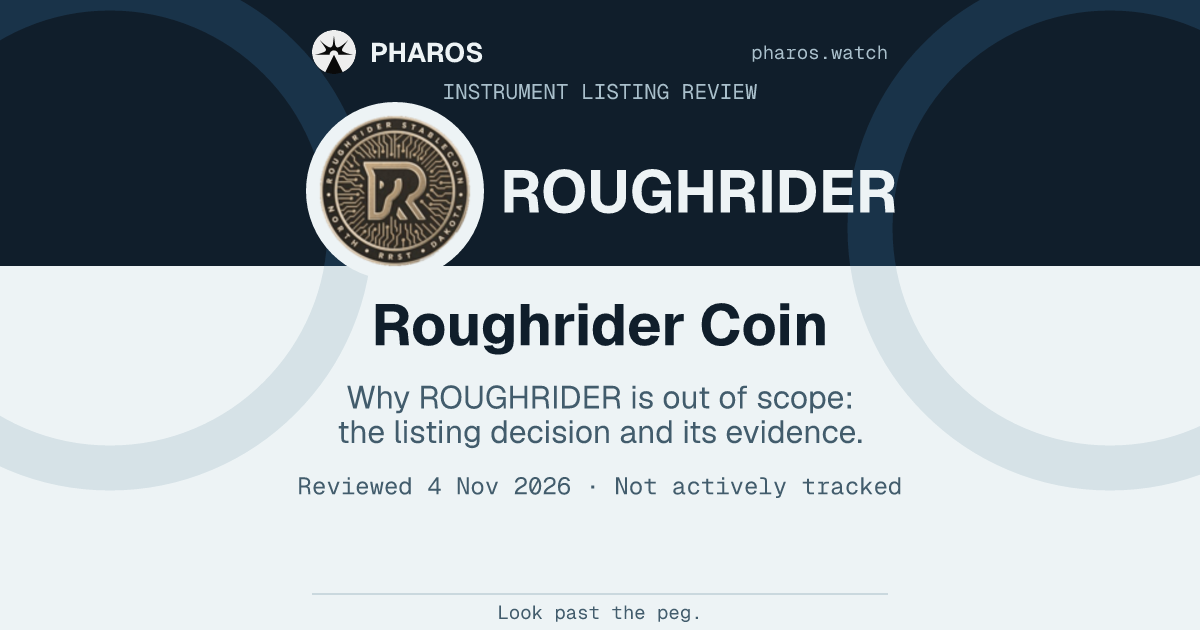 PHAROS
pharos.watch
INSTRUMENT LISTING REVIEW
ROUGHRIDER STABLECOIN
NORTH • RRST • DAKOTA
ROUGHRIDER
Roughrider Coin
Why ROUGHRIDER is out of scope:
the listing decision and its evidence.
Reviewed 4 Nov 2026 · Not actively tracked
Look past the peg.